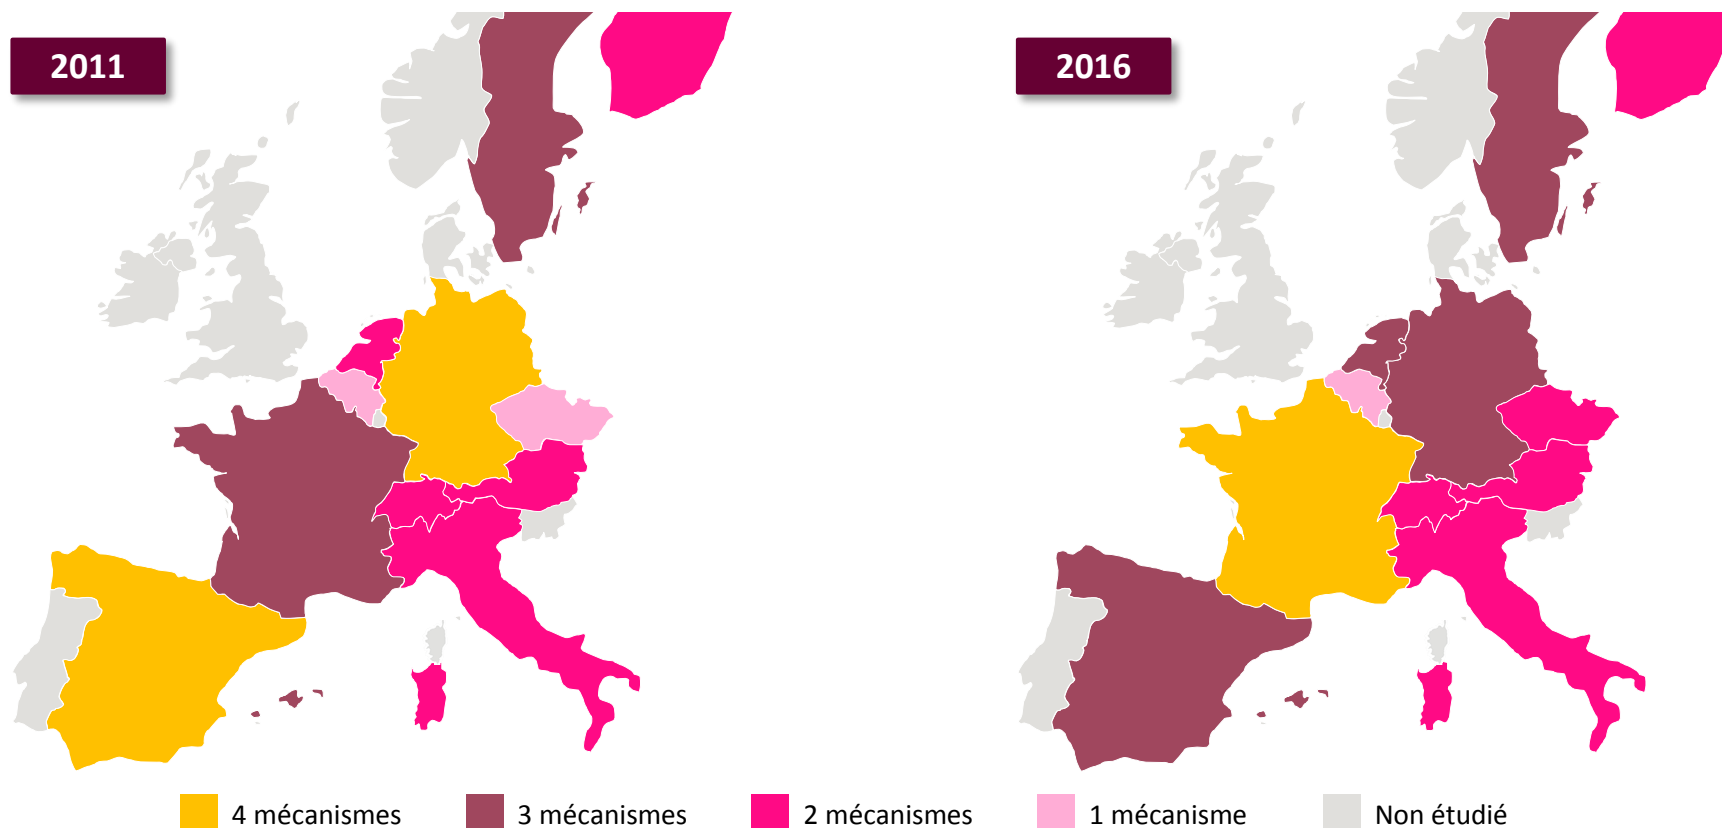 2011
2016
4 mécanismes
3 mécanismes
2 mécanismes
1 mécanisme
Non étudié